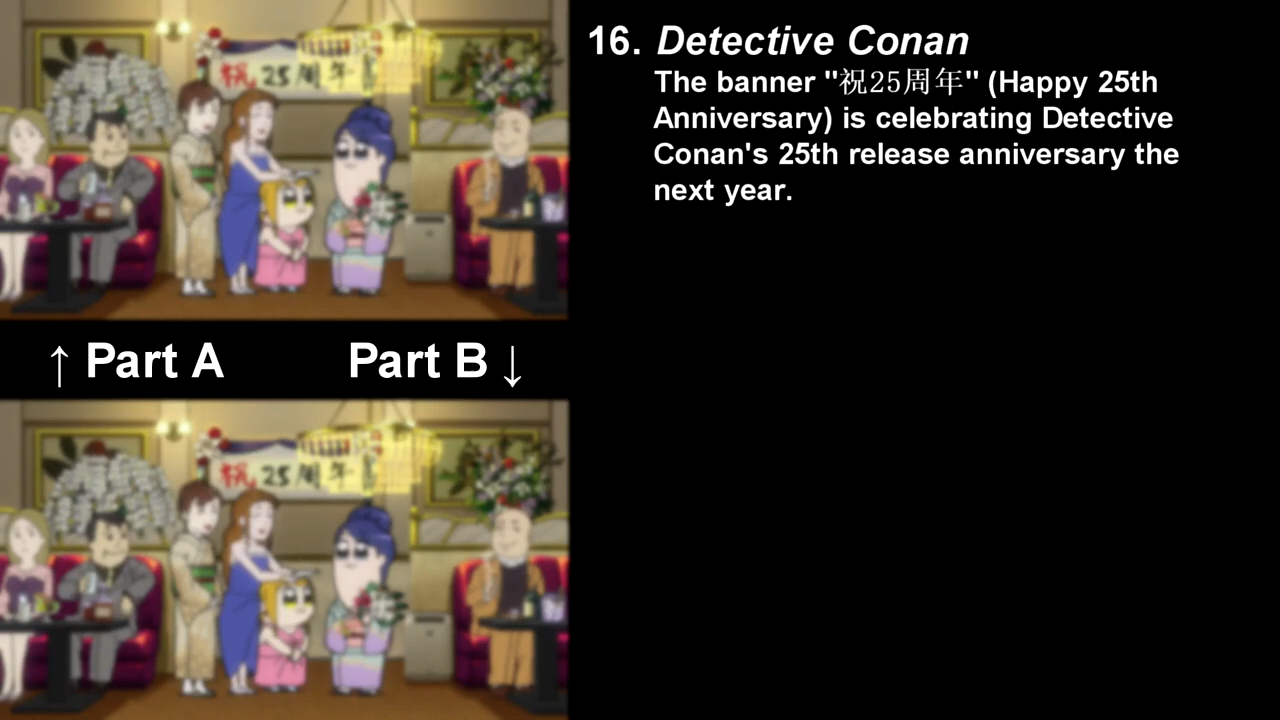 祝25周年
16. Detective Conan
The banner "祝25周年" (Happy 25th
Anniversary) is celebrating Detective
Conan's 25th release anniversary the
next year.
↑ Part A
Part B ↓
祝25周年